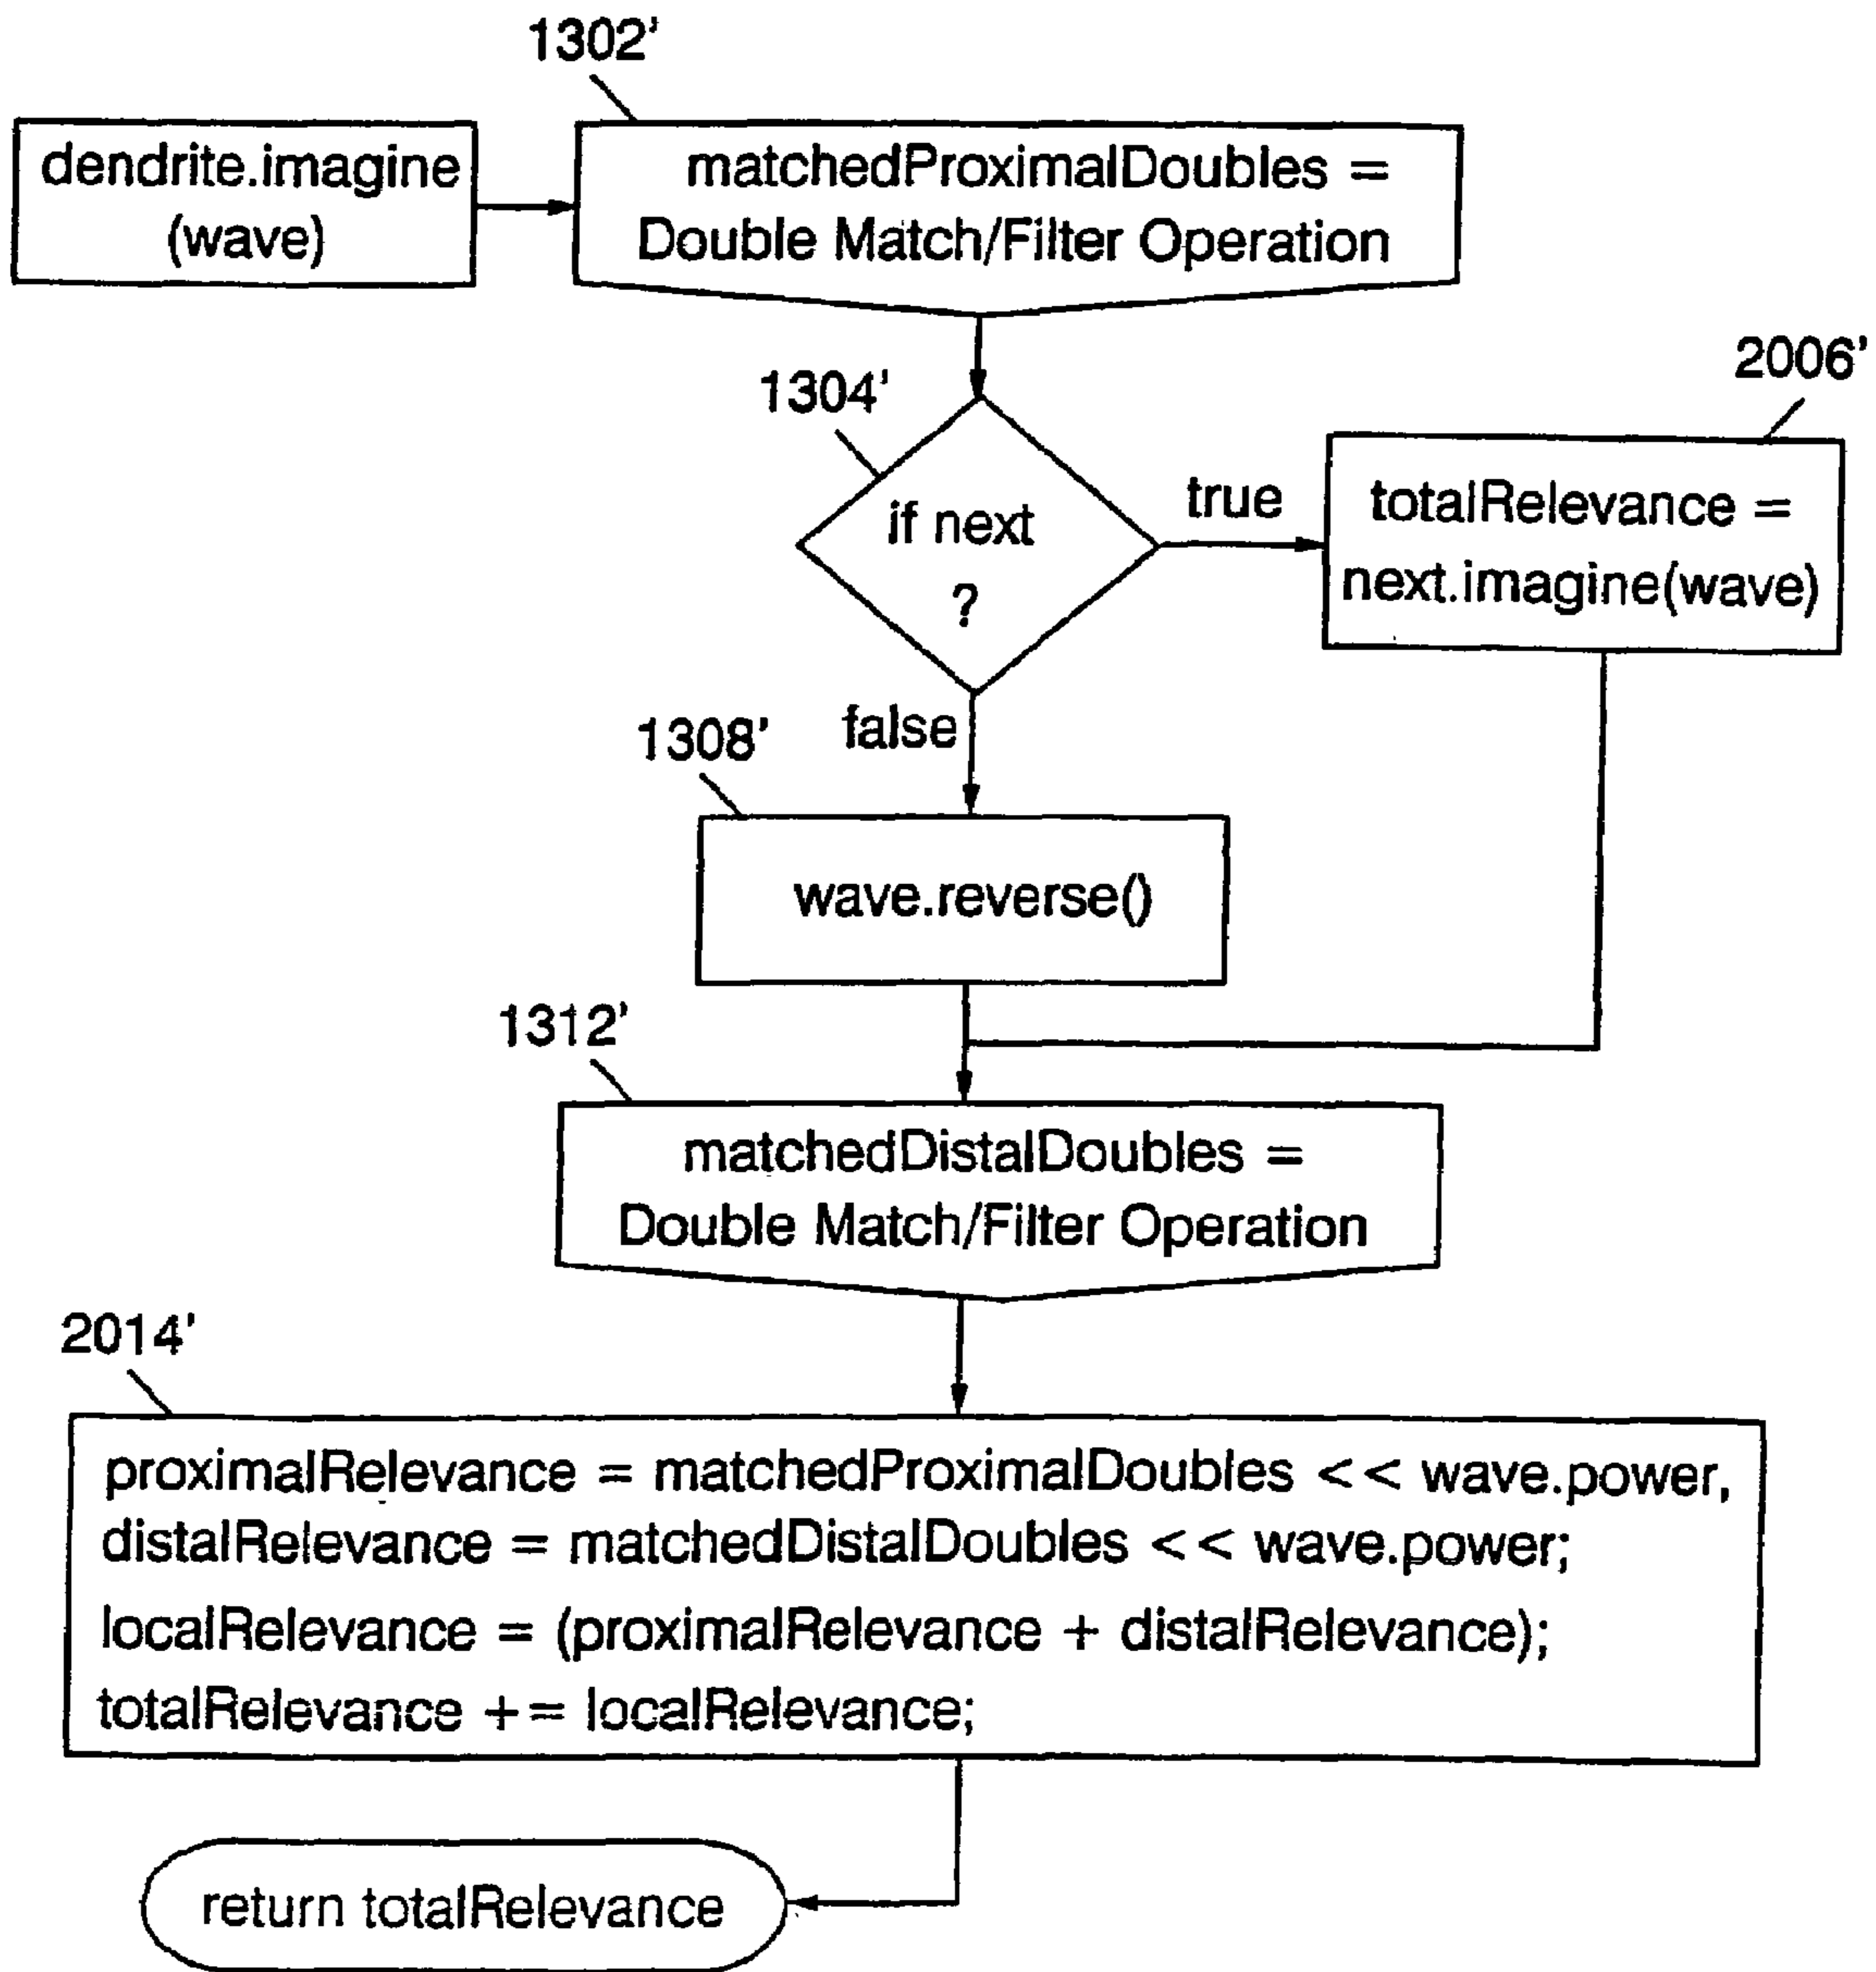 1302'
dendrite.imagine
(wave)
matchedProximalDoubles =
Double Match/Filter Operation
2006'
1304'
if next
?
true
totalRelevance =
next.imagine(wave)
false
1308'
wave.reverse()
1312'
matchedDistalDoubles =
Double Match/Filter Operation
2014'
proximalRelevance = matchedProximalDoubles << wave.power,
distalRelevance = matchedDistalDoubles << wave.power;
localRelevance = (proximalRelevance + distalRelevance);
totalRelevance += localRelevance;
return totalRelevance